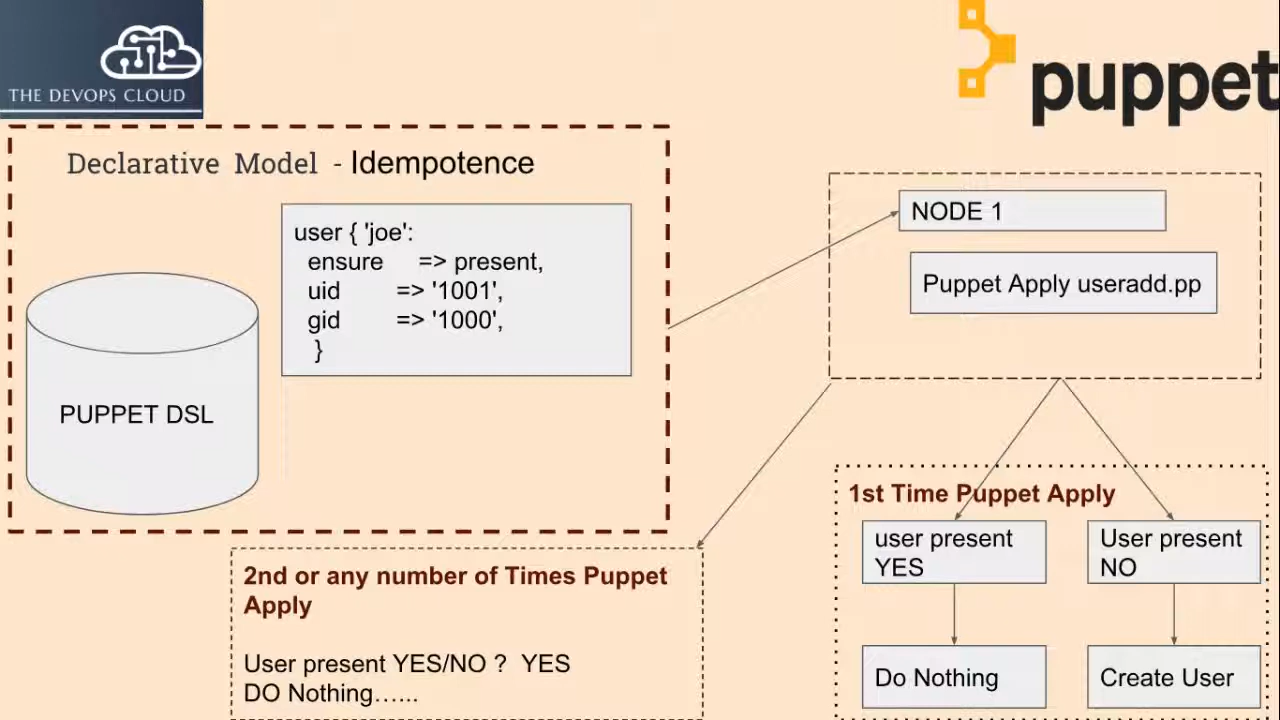 THE DEVOPS CLOUD
puppet
Declarative Model - Idempotence
user { 'joe':
ensure => present,
uid => '1001',
gid => '1000',
}
PUPPET DSL
NODE 1
Puppet Apply useradd.pp
1st Time Puppet Apply
user present
YES
User present
NO
Do Nothing
Create User
2nd or any number of Times Puppet
Apply
User present YES/NO ? YES
DO Nothing…...